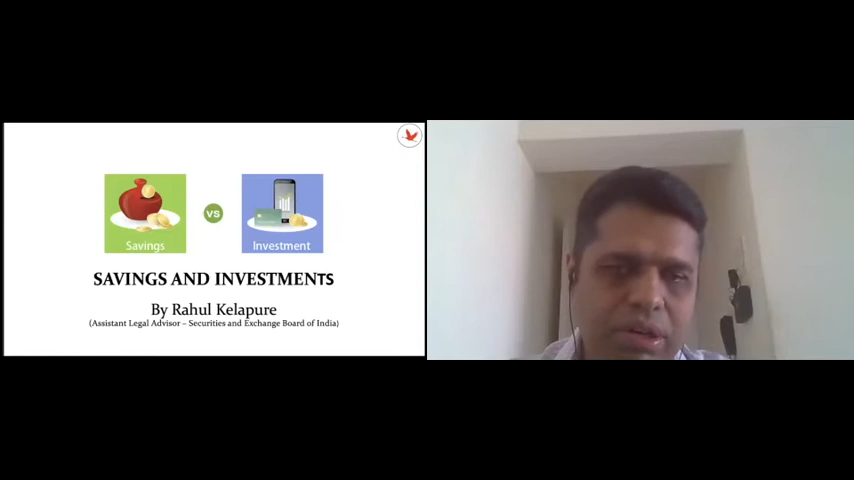 Savings
vs
Investment
SAVINGS AND INVESTMENTS
By Rahul Kelapure
(Assistant Legal Advisor – Securities and Exchange Board of India)